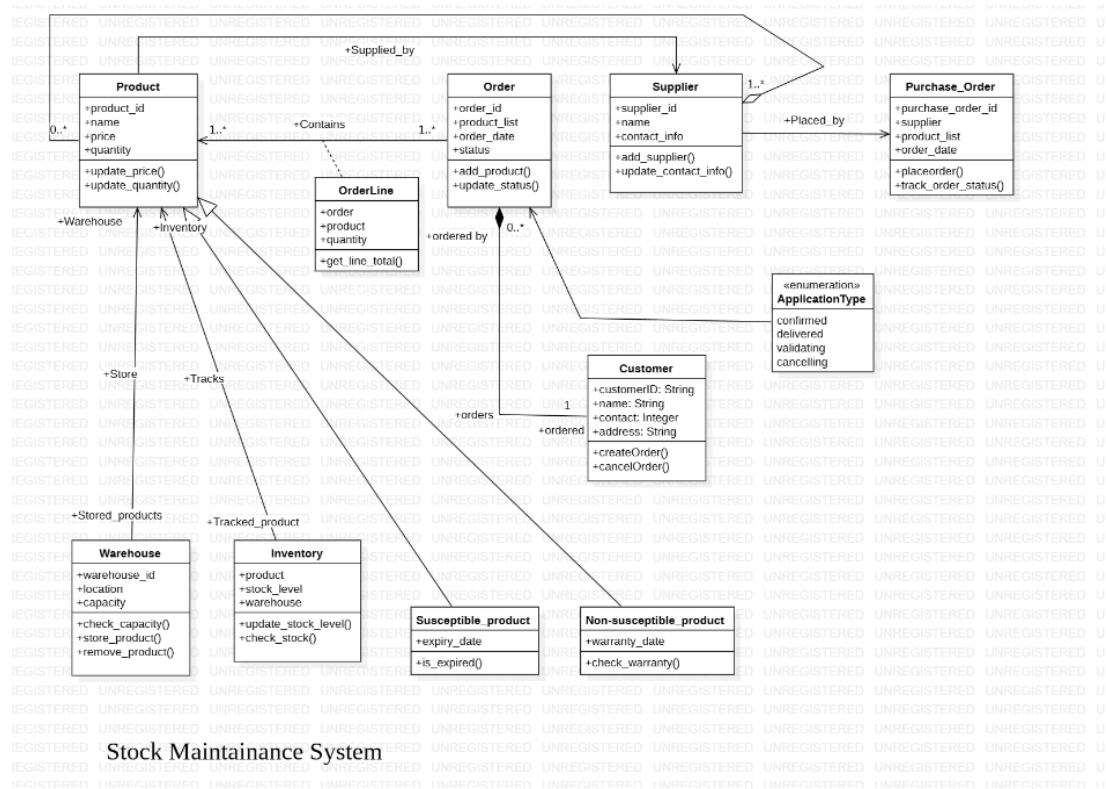 +Supplied_by
Product
+product_id
+name
+price
+quantity
+update_price()
+update_quantity()
0..*
1..*
+Contains
1..*
Order
+order_id
+product_list
+order_date
+status
+add_product()
+update_status()
Supplier
+supplier_id
+name
+contact_info
+add_supplier()
+update_contact_info()
1..*
+Placed_by
Purchase_Order
+purchase_order_id
+supplier
+product_list
+order_date
+placeorder()
+track_order_status()
OrderLine
+order
+product
+quantity
+get_line_total()
+Warehouse
+Inventory
+ordered by
0..*
«enumeration»
ApplicationType
confirmed
delivered
validating
cancelling
Customer
+customerID: String
+name: String
+contact: Integer
+address: String
+createOrder()
+cancelOrder()
+orders
1
+ordered
+Store
+Tracks
+Stored_products
+Tracked_product
Warehouse
+warehouse_id
+location
+capacity
+check_capacity()
+store_product()
+remove_product()
Inventory
+product
+stock_level
+warehouse
+update_stock_level()
+check_stock()
Susceptible_product
+expiry_date
+is_expired()
Non-susceptible_product
+warranty_date
+check_warranty()
Stock Maintainance System
UNREGISTERED